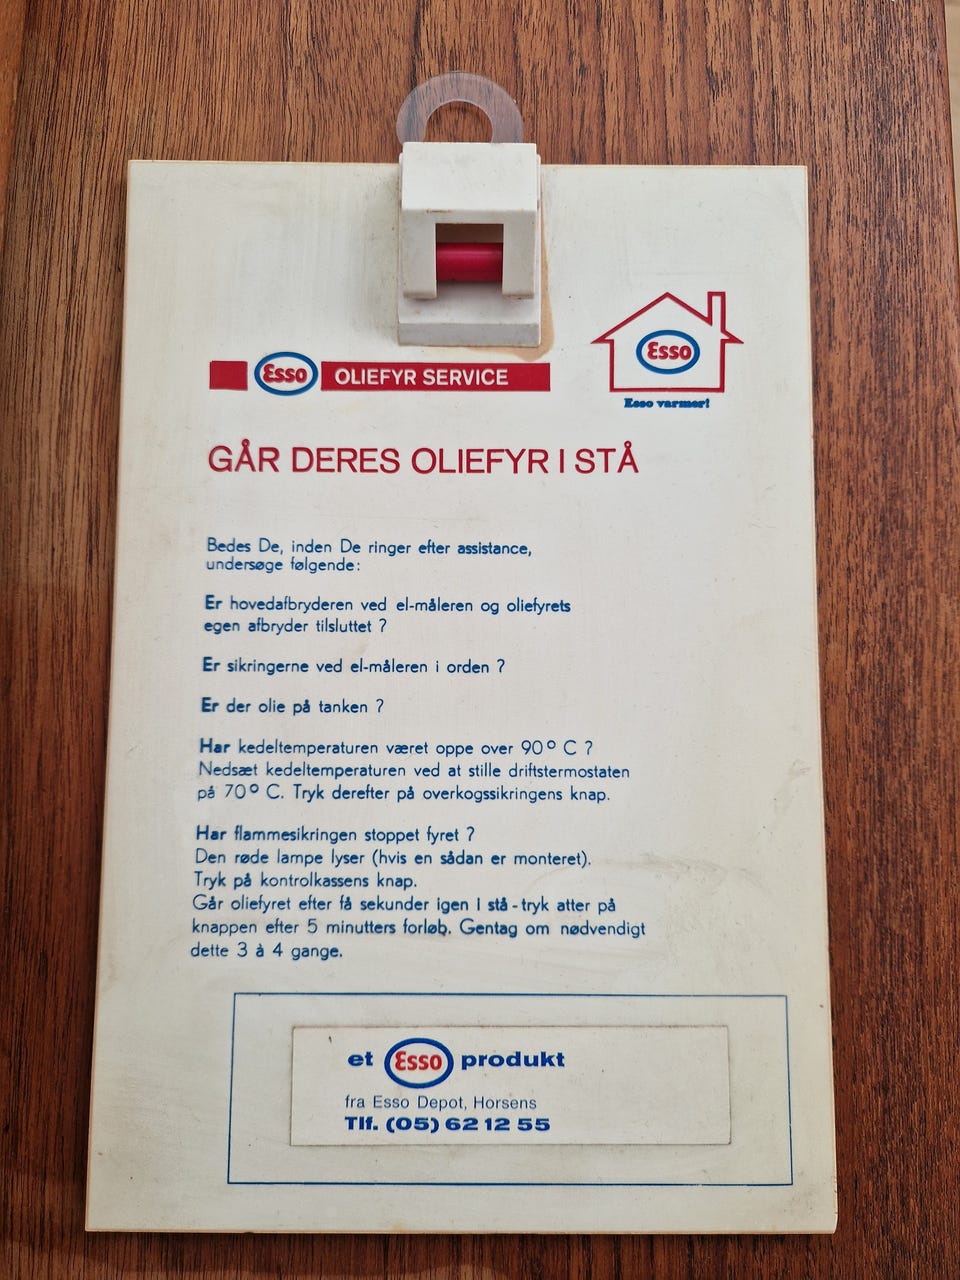 Esso OLIEFYR SERVICE
Esso
Esso varmer!
GÅR DERES OLIEFYR I STÅ
Bedes De, inden De ringer efter assistance,
undersøge følgende:
Er hovedafbryderen ved el-måleren og oliefyrets
egen afbryder tilsluttet ?
Er sikringerne ved el-måleren i orden ?
Er der olie på tanken ?
Har kedeltemperaturen været oppe over 90° C ?
Nedsæt kedeltemperaturen ved at stille driftstermostaten
på 70° C. Tryk derefter på overkogssikringens knap.
Har flammesikringen stoppet fyret ?
Den røde lampe lyser (hvis en sådan er monteret).
Tryk på kontrolkassens knap.
Går oliefyret efter få sekunder igen i stå - tryk atter på
knappen efter 5 minutters forløb. Gentag om nødvendigt
dette 3 à 4 gange.
et Esso produkt
fra Esso Depot, Horsens
Tlf. (05) 62 12 55